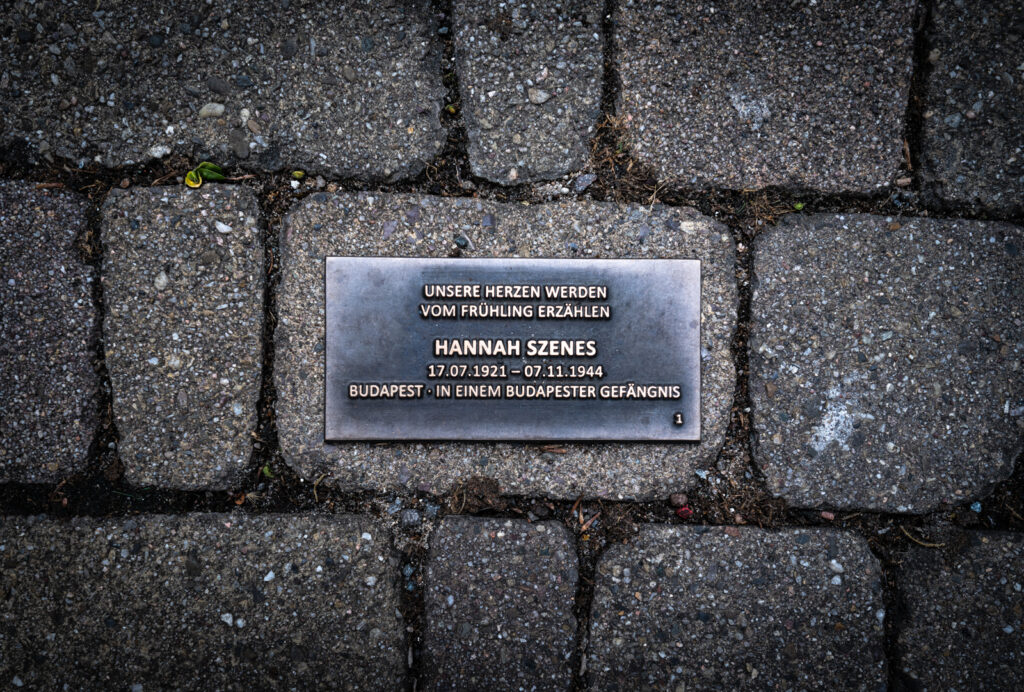 UNSERE HERZEN WERDEN
VOM FRÜHLING ERZÄHLEN
HANNAH SZENES
17.07.1921 – 07.11.1944
BUDAPEST · IN EINEM BUDAPESTER GEFÄNGNIS
1